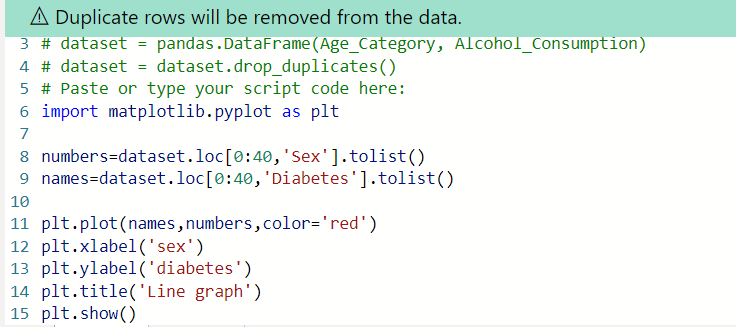 ⚠ Duplicate rows will be removed from the data.
3 # dataset = pandas.DataFrame(Age_Category, Alcohol_Consumption)
4 # dataset = dataset.drop_duplicates()
5 # Paste or type your script code here:
6 import matplotlib.pyplot as plt
7
8 numbers=dataset.loc[0:40,'Sex'].tolist()
9 names=dataset.loc[0:40,'Diabetes'].tolist()
10
11 plt.plot(names,numbers,color='red')
12 plt.xlabel('sex')
13 plt.ylabel('diabetes')
14 plt.title('Line graph')
15 plt.show()